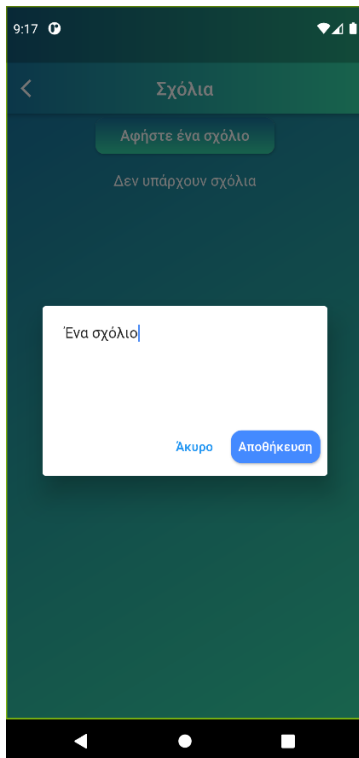 9:17
Σχόλια
Αφήστε ένα σχόλιο
Δεν υπάρχουν σχόλια
Ένα σχόλιο
Άκυρο Αποθήκευση